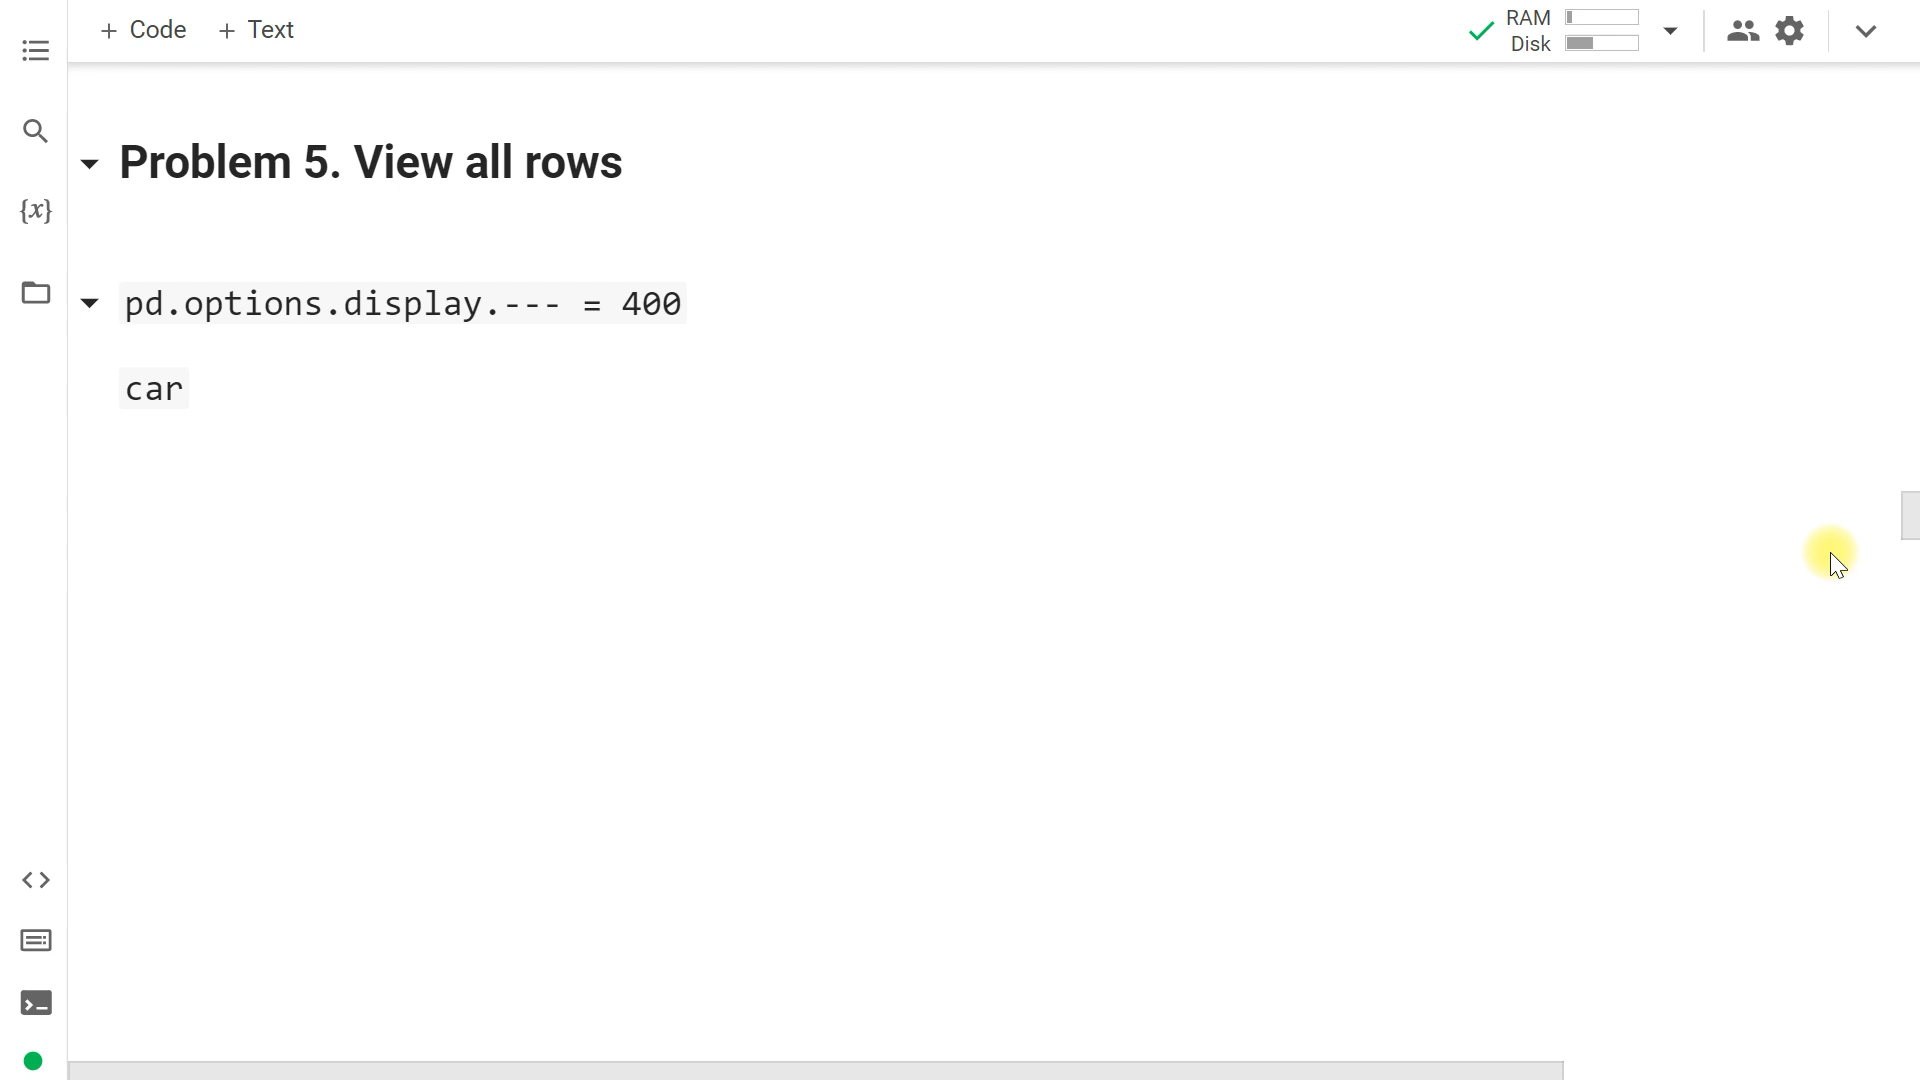 + Code + Text
RAM
Disk
{x}
Problem 5. View all rows
pd.options.display.--- = 400
car